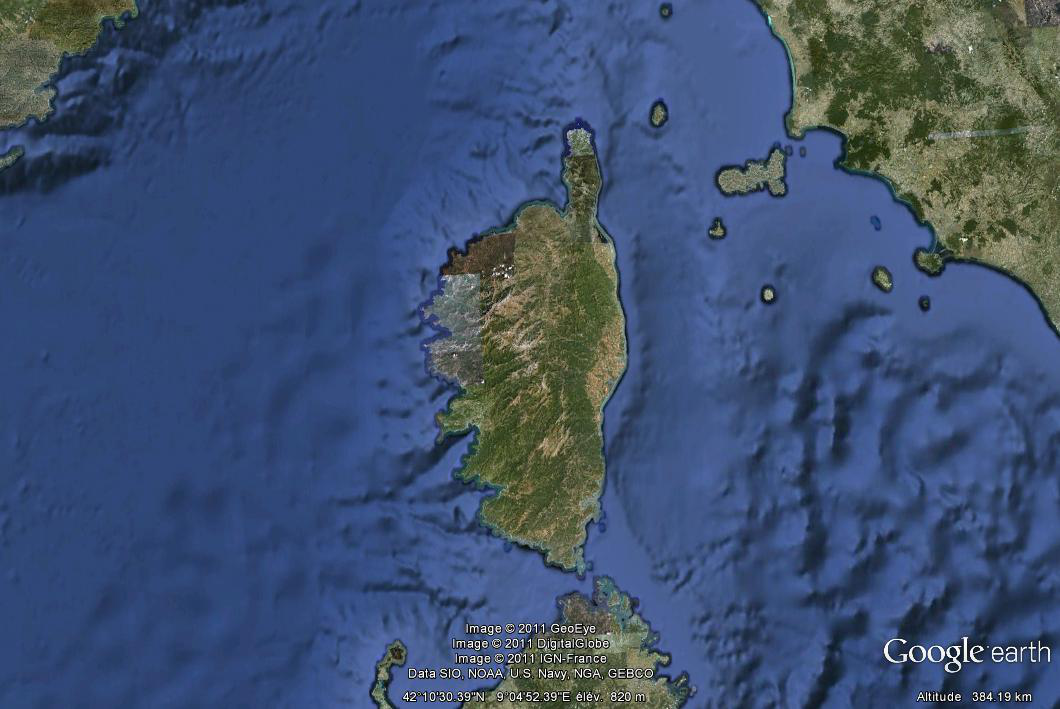 Image © 2011 GeoEye
Image © 2011 DigitalGlobe
Image © 2011 IGN-France
Data SIO, NOAA, U.S. Navy, NGA, GEBCO
Google earth
42°10'30.39"N 9°04'52.39"E élév. 820 m
Altitude 384.19 km